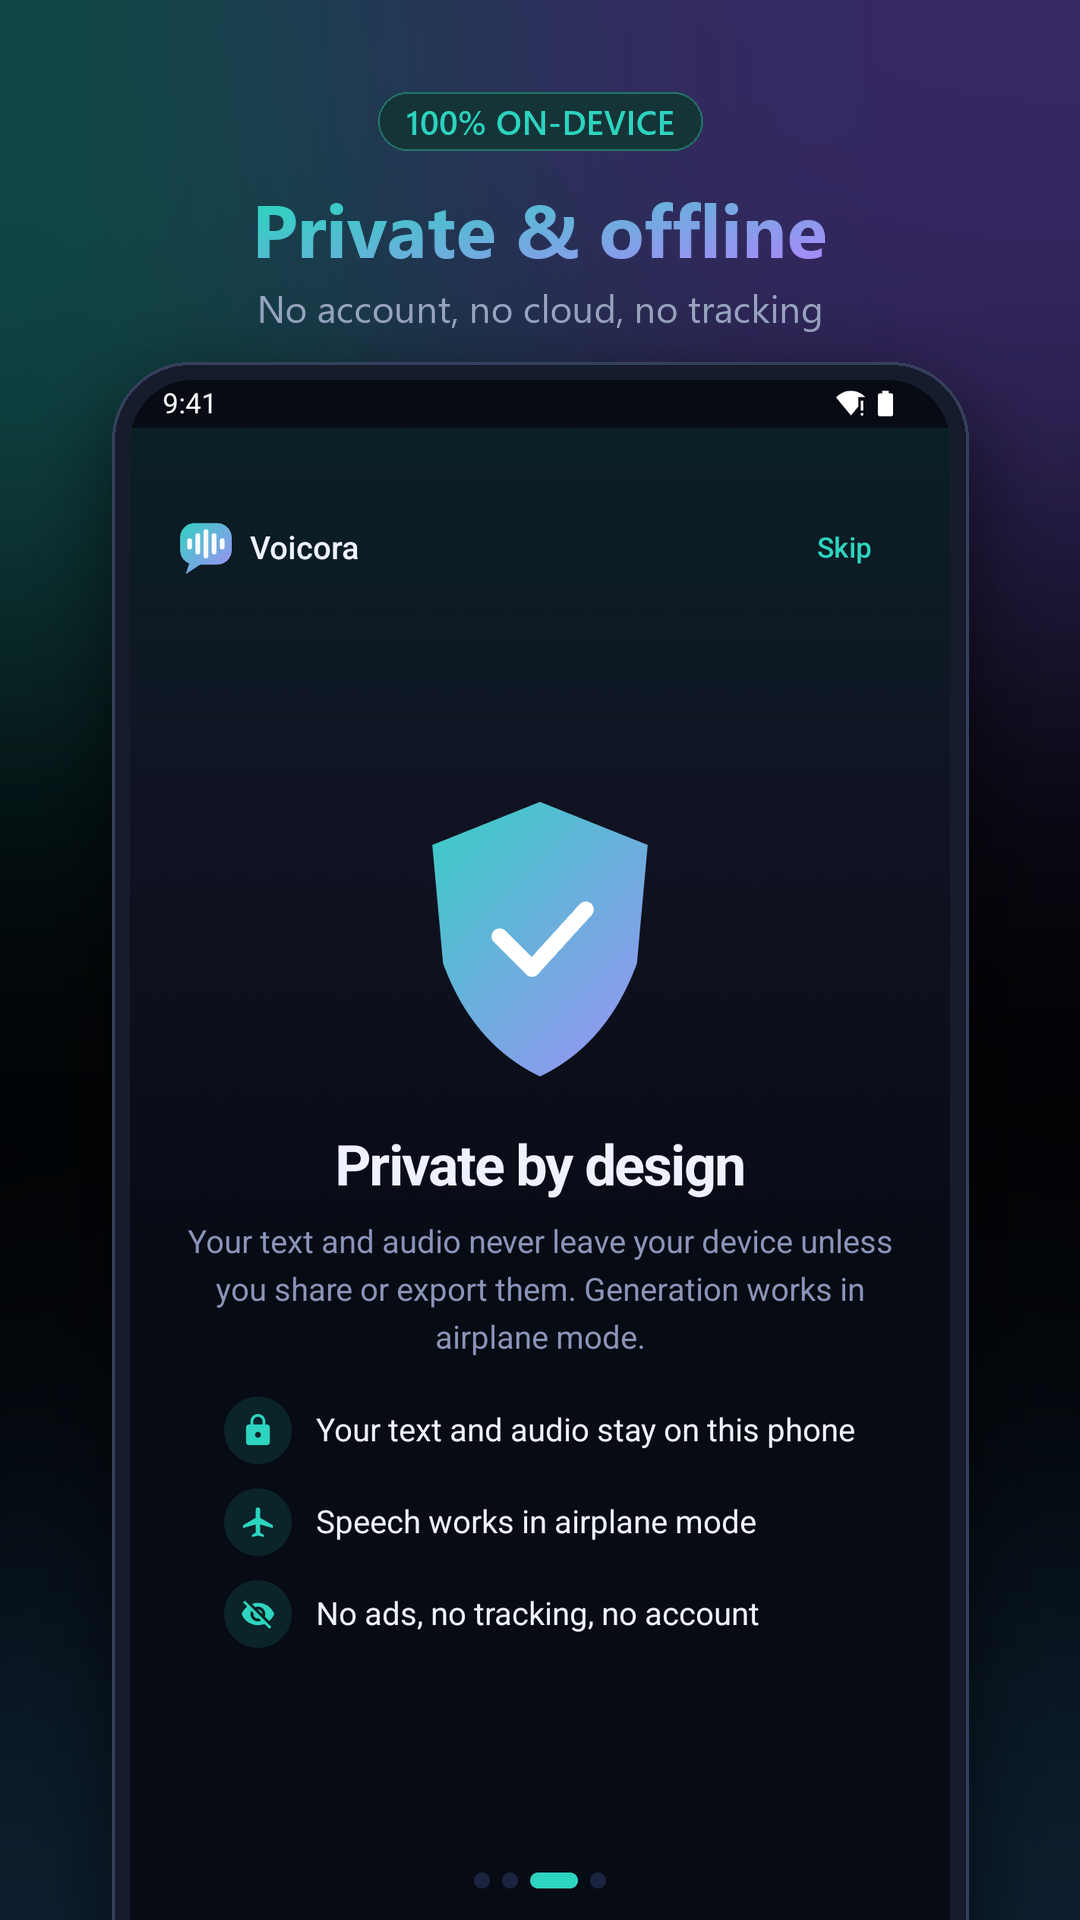 100% ON-DEVICE
Private & offline
No account, no cloud, no tracking
9:41
Voicora
Skip
Private by design
Your text and audio never leave your device unless
you share or export them. Generation works in
airplane mode.
Your text and audio stay on this phone
Speech works in airplane mode
No ads, no tracking, no account